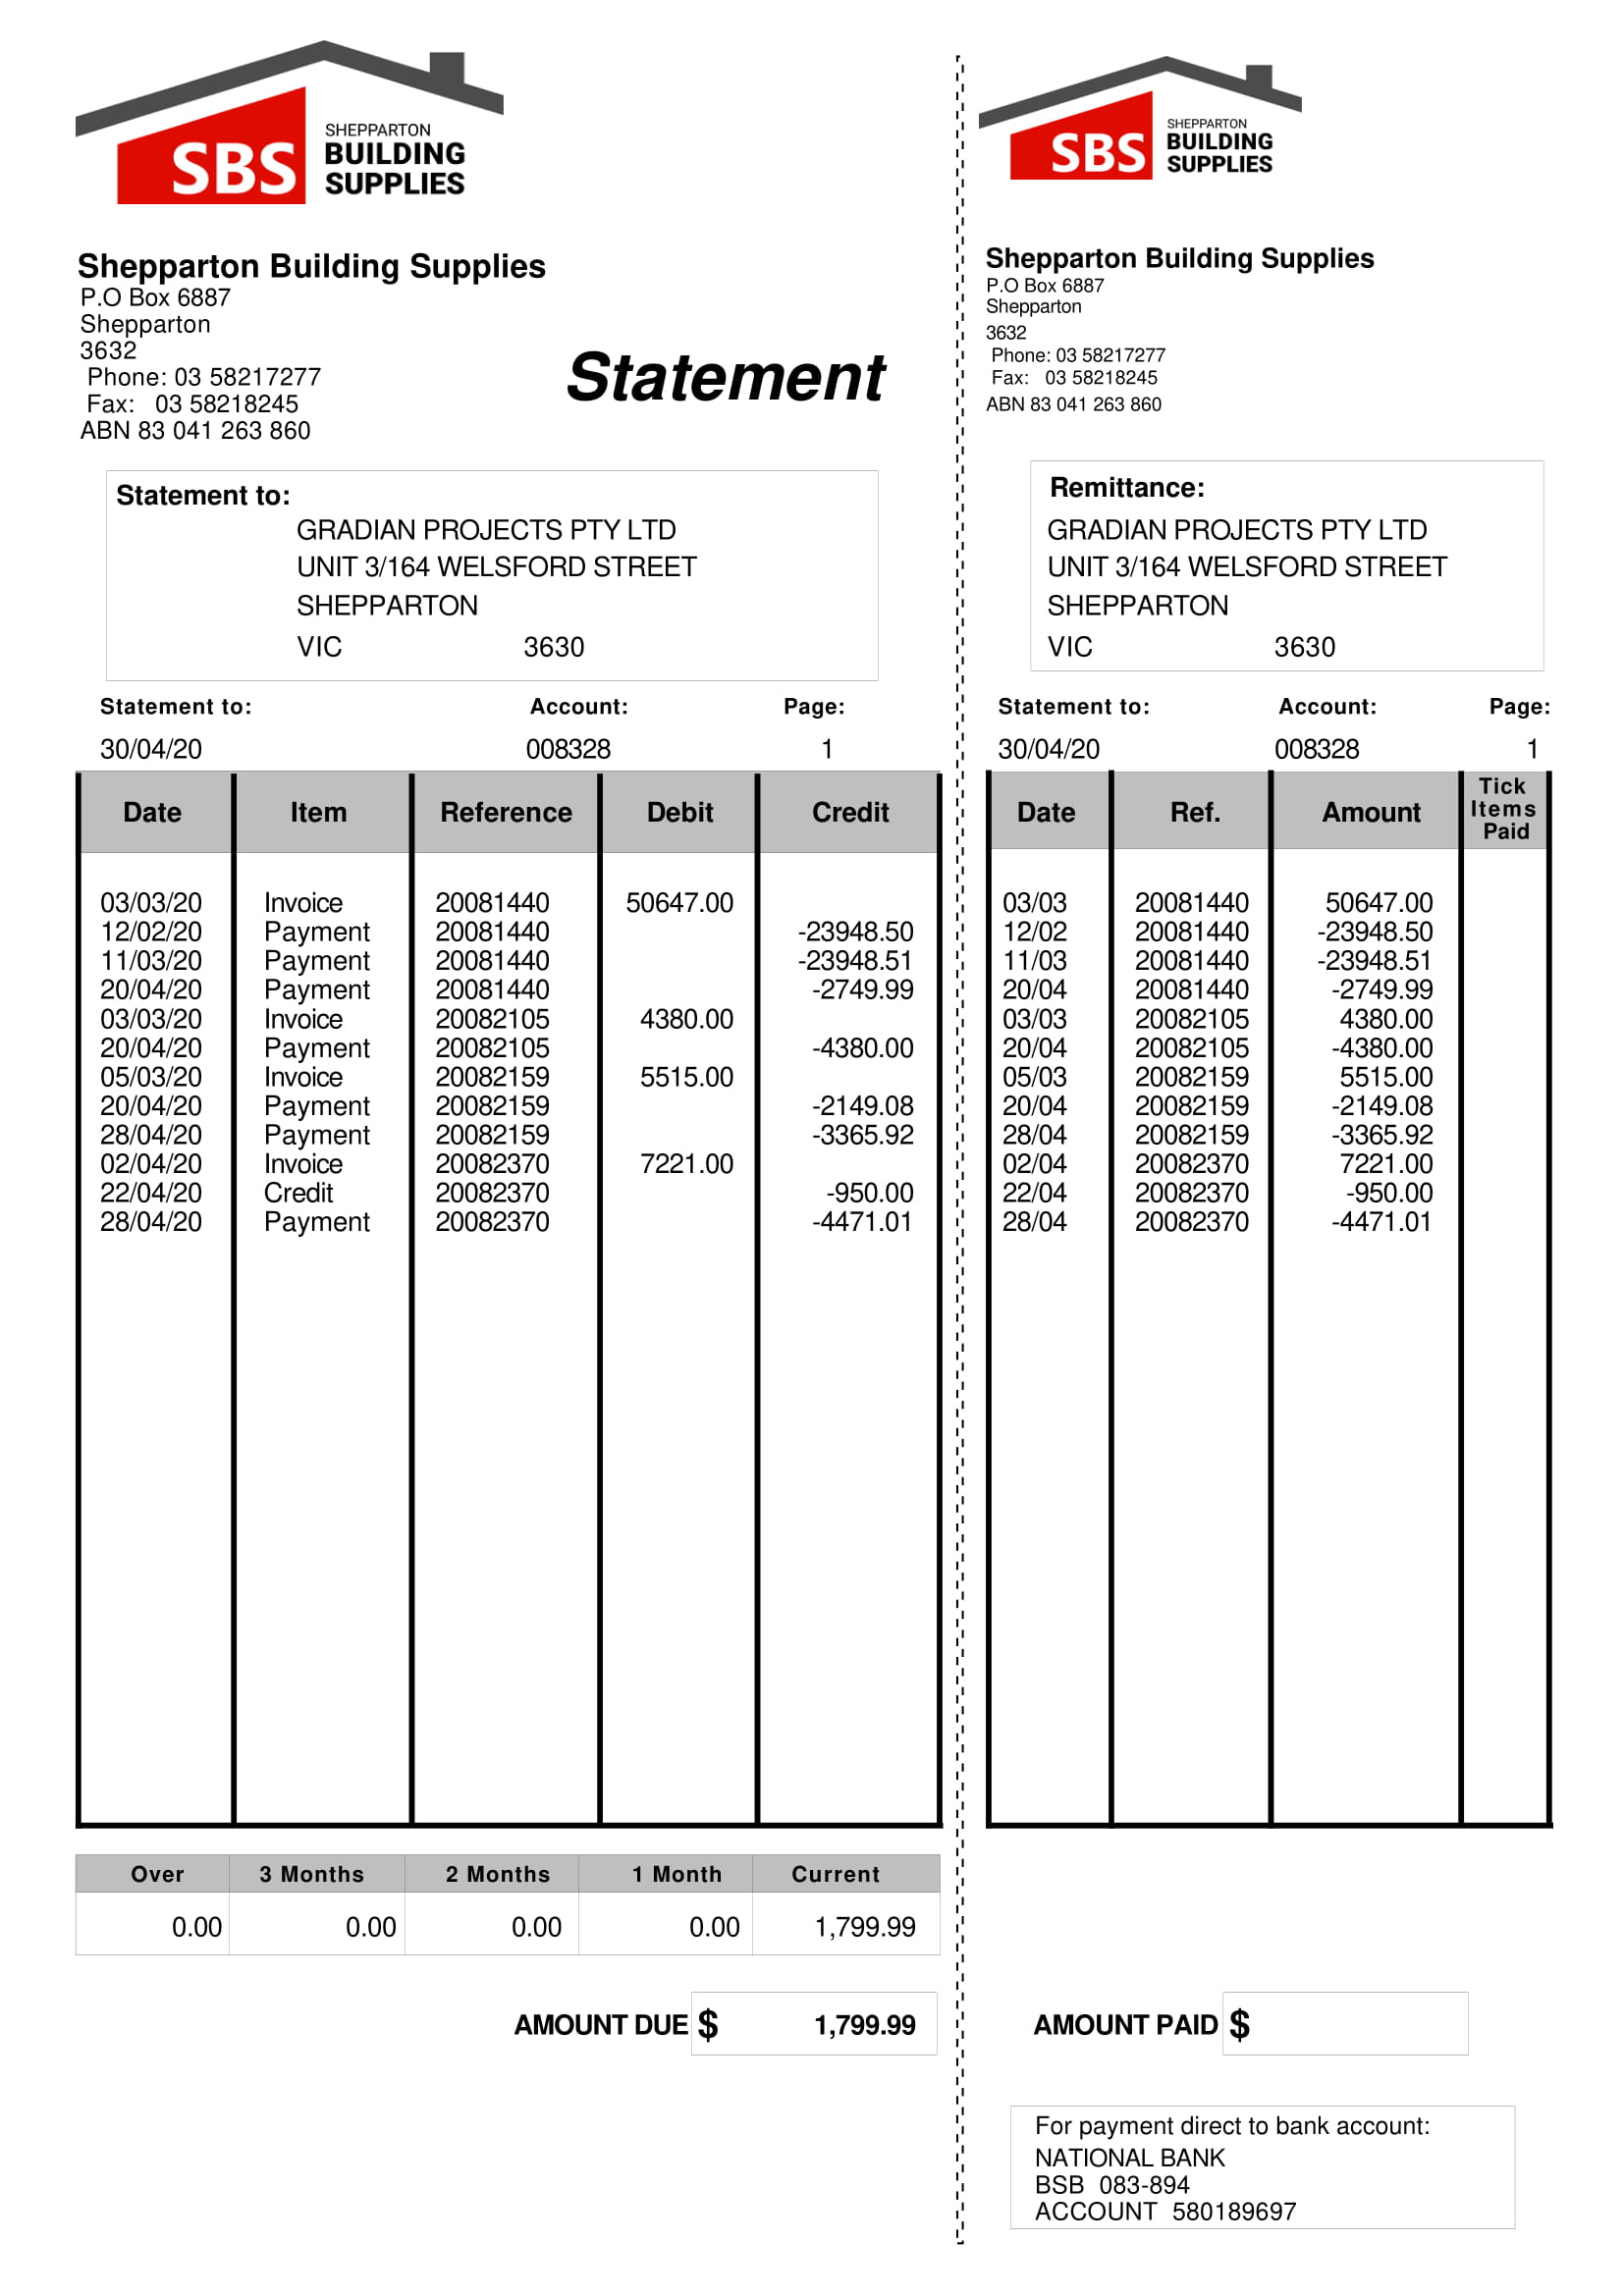 SBS
SHEPPARTON
BUILDING
SUPPLIES
Shepparton Building Supplies
P.O Box 6887
Shepparton
3632
Phone: 03 58217277
Fax: 03 58218245
ABN 83 041 263 860
Statement
Statement to:
GRADIAN PROJECTS PTY LTD
UNIT 3/164 WELSFORD STREET
SHEPPARTON
VIC 3630
Statement to: Account: Page:
30/04/20 008328 1
Date Item Reference Debit Credit
03/03/20 Invoice 20081440 50647.00
12/02/20 Payment 20081440 -23948.50
11/03/20 Payment 20081440 -23948.51
20/04/20 Payment 20081440 -2749.99
03/03/20 Invoice 20082105 4380.00
20/04/20 Payment 20082105 -4380.00
05/03/20 Invoice 20082159 5515.00
20/04/20 Payment 20082159 -2149.08
28/04/20 Payment 20082159 -3365.92
02/04/20 Invoice 20082370 7221.00
22/04/20 Credit 20082370 -950.00
28/04/20 Payment 20082370 -4471.01
Over 3 Months 2 Months 1 Month Current
0.00 0.00 0.00 0.00 1,799.99
AMOUNT DUE $ 1,799.99
SBS
SHEPPARTON
BUILDING
SUPPLIES
Shepparton Building Supplies
P.O Box 6887
Shepparton
3632
Phone: 03 58217277
Fax: 03 58218245
ABN 83 041 263 860
Remittance:
GRADIAN PROJECTS PTY LTD
UNIT 3/164 WELSFORD STREET
SHEPPARTON
VIC 3630
Statement to: Account: Page:
30/04/20 008328 1
Date Ref. Amount Tick Items Paid
03/03 20081440 50647.00
12/02 20081440 -23948.50
11/03 20081440 -23948.51
20/04 20081440 -2749.99
03/03 20082105 4380.00
20/04 20082105 -4380.00
05/03 20082159 5515.00
20/04 20082159 -2149.08
28/04 20082159 -3365.92
02/04 20082370 7221.00
22/04 20082370 -950.00
28/04 20082370 -4471.01
AMOUNT PAID $
For payment direct to bank account:
NATIONAL BANK
BSB 083-894
ACCOUNT 580189697